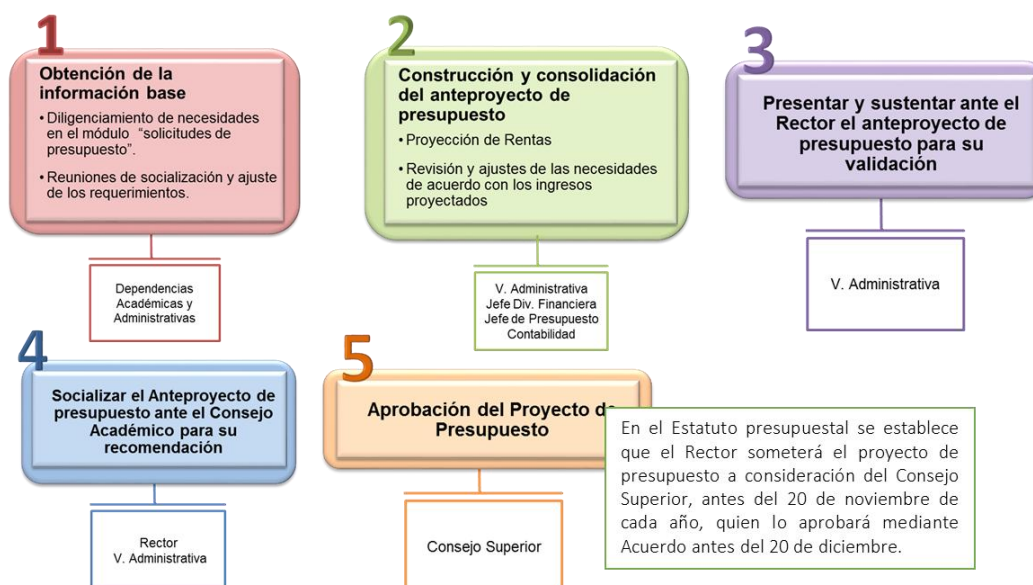 1
Obtención de la
información base
• Diligenciamiento de necesidades
en el módulo “solicitudes de
presupuesto”.
• Reuniones de socialización y ajuste
de los requerimientos.
Dependencias
Académicas y
Administrativas
2
Construcción y consolidación
del anteproyecto de
presupuesto
• Proyección de Rentas
• Revisión y ajustes de las necesidades
de acuerdo con los ingresos
proyectados
V. Administrativa
Jefe Div. Financiera
Jefe de Presupuesto
Contabilidad
3
Presentar y sustentar ante el
Rector el anteproyecto de
presupuesto para su
validación
V. Administrativa
4
Socializar el Anteproyecto de
presupuesto ante el Consejo
Académico para su
recomendación
Rector
V. Administrativa
5
Aprobación del Proyecto de
Presupuesto
Consejo Superior
En el Estatuto presupuestal se establece
que el Rector someterá el proyecto de
presupuesto a consideración del Consejo
Superior, antes del 20 de noviembre de
cada año, quien lo aprobará mediante
Acuerdo antes del 20 de diciembre.